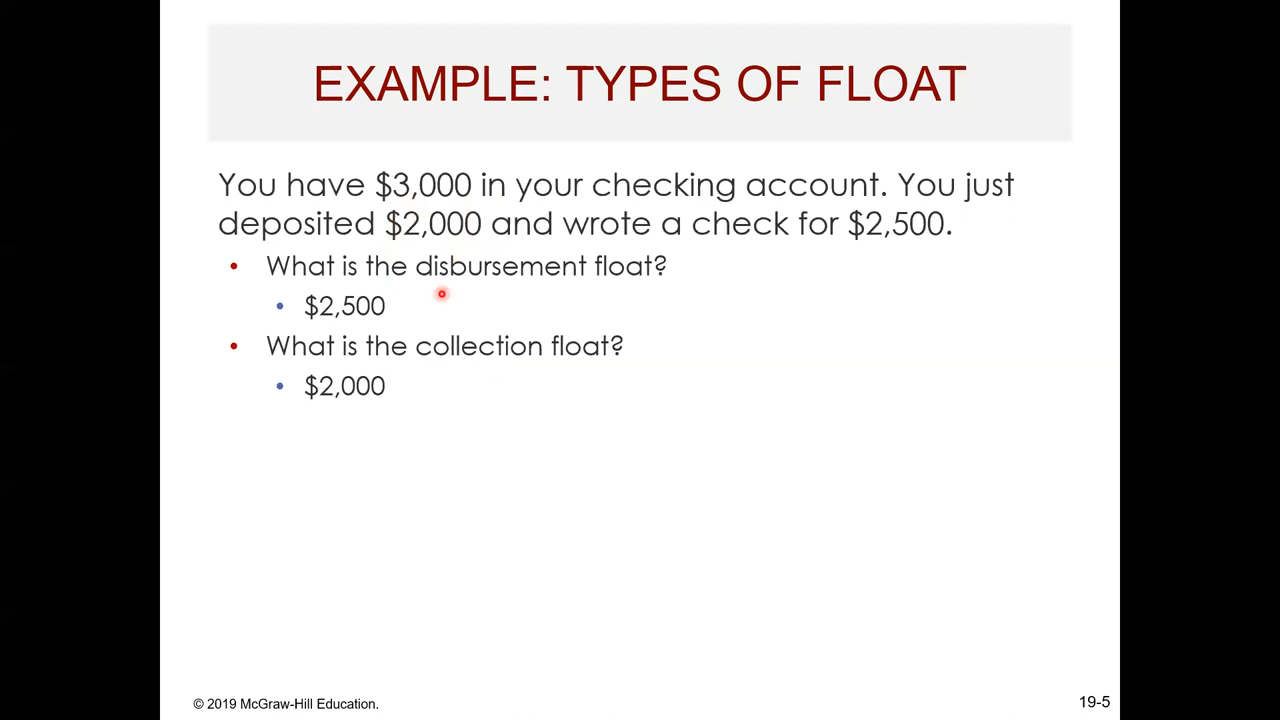 EXAMPLE: TYPES OF FLOAT
You have $3,000 in your checking account. You just
deposited $2,000 and wrote a check for $2,500.
• What is the disbursement float?
• $2,500
• What is the collection float?
• $2,000
© 2019 McGraw-Hill Education.
19-5